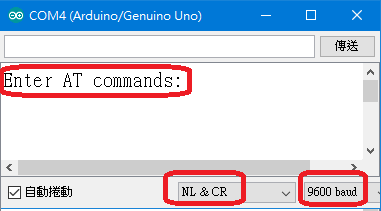 COM4 (Arduino/Genuino Uno)
傳送
Enter AT commands:
自動捲動
NL & CR
9600 baud